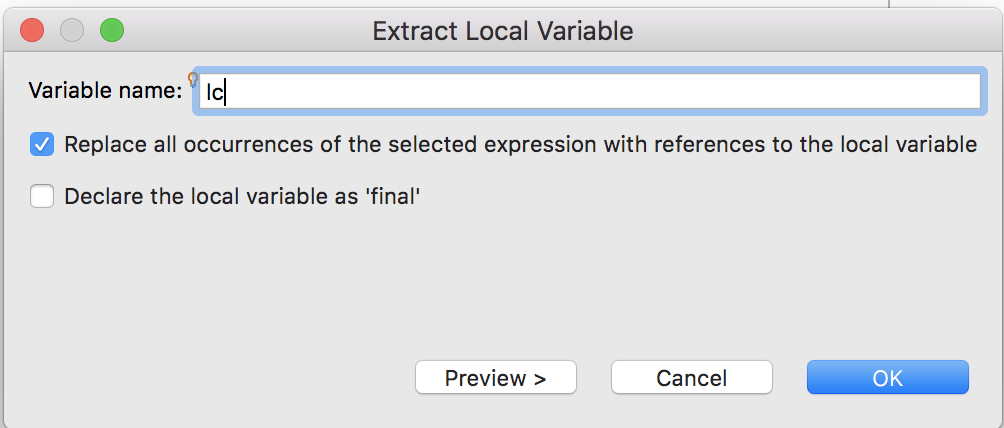 Extract Local Variable
Variable name: lc
Replace all occurrences of the selected expression with references to the local variable
Declare the local variable as 'final'
Preview > Cancel OK